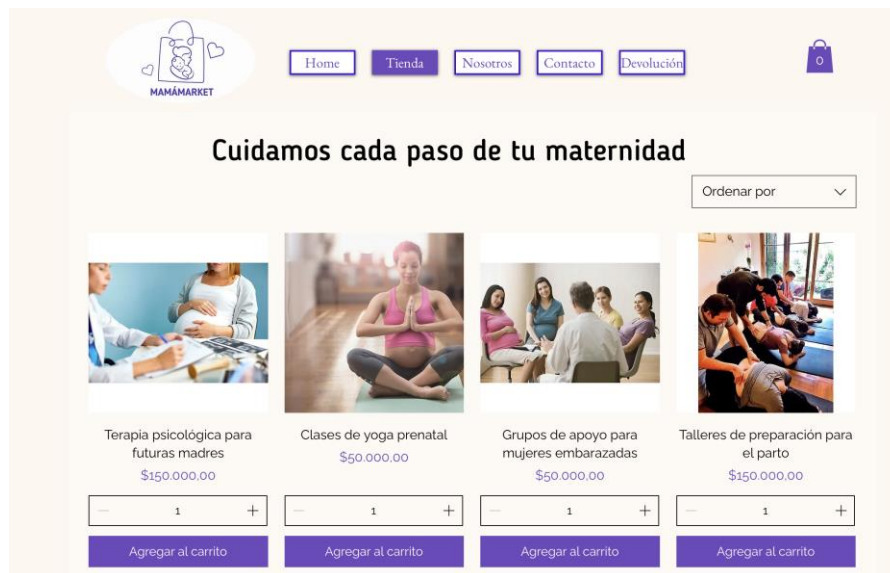 MAMÁMARKET
Home
Tienda
Nosotros
Contacto
Devolución
0
Cuidamos cada paso de tu maternidad
Ordenar por
Terapia psicológica para
futuras madres
$150.000,00
1
Agregar al carrito
Clases de yoga prenatal
$50.000,00
1
Agregar al carrito
Grupos de apoyo para
mujeres embarazadas
$50.000,00
1
Agregar al carrito
Talleres de preparación para
el parto
$150.000,00
1
Agregar al carrito